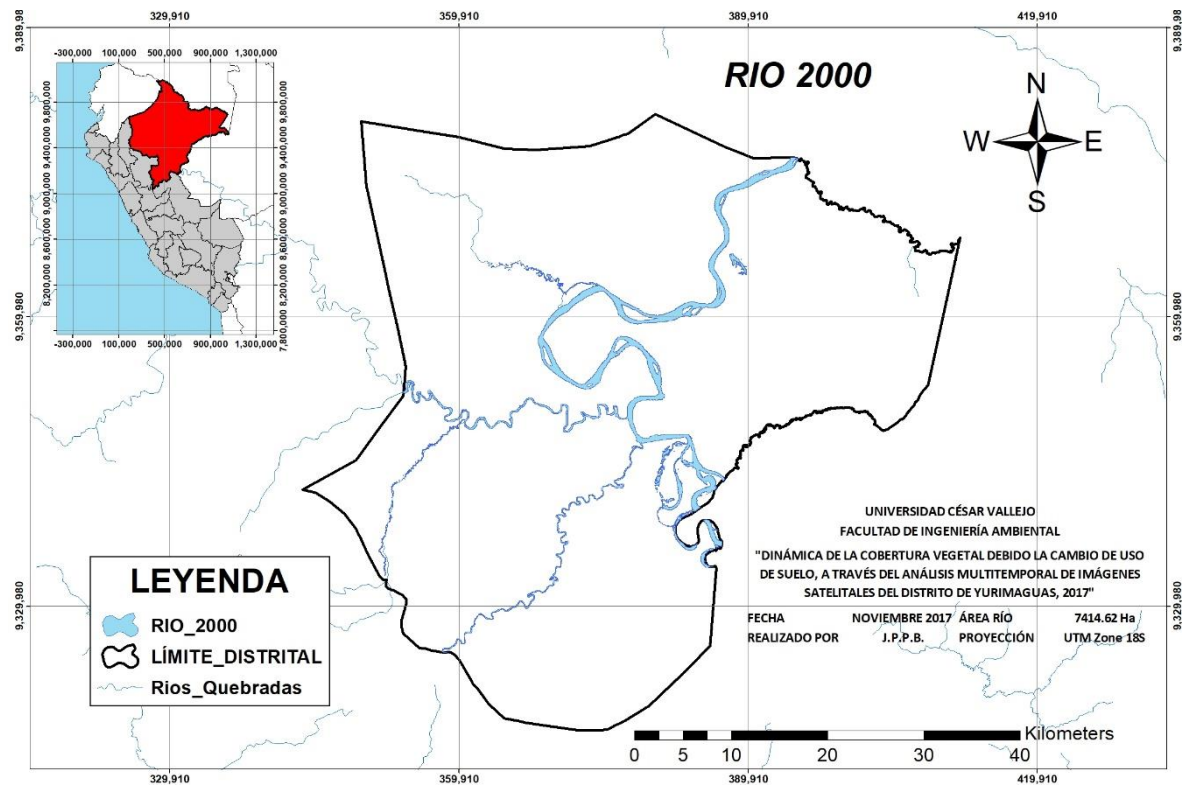 329,910 359,910 389,910 419,910
9,389,98
-300,000 100,000 500,000 900,000 1,300,000
RIO 2000
N
W E
S
9,800,000 9,800,000
9,400,000 9,400,000
9,000,000 9,000,000
8,600,000 8,600,000
8,200,000 8,200,000
7,800,000
-300,000 100,000 500,000 900,000 1,300,000
9,359,980 9,359,980
UNIVERSIDAD CÉSAR VALLEJO
FACULTAD DE INGENIERÍA AMBIENTAL
"DINÁMICA DE LA COBERTURA VEGETAL DEBIDO LA CAMBIO DE USO
DE SUELO, A TRAVÉS DEL ANÁLISIS MULTITEMPORAL DE IMÁGENES
SATELITALES DEL DISTRITO DE YURIMAGUAS, 2017"
FECHA NOVIEMBRE 2017 ÁREA RÍO 7414.62 Ha
REALIZADO POR J.P.P.B. PROYECCIÓN UTM Zone 18S
LEYENDA
RIO_2000
LÍMITE_DISTRITAL
Rios_Quebradas
9,329,980 9,329,980
Kilometers
0 5 10 20 30 40
329,910 359,910 389,910 419,910